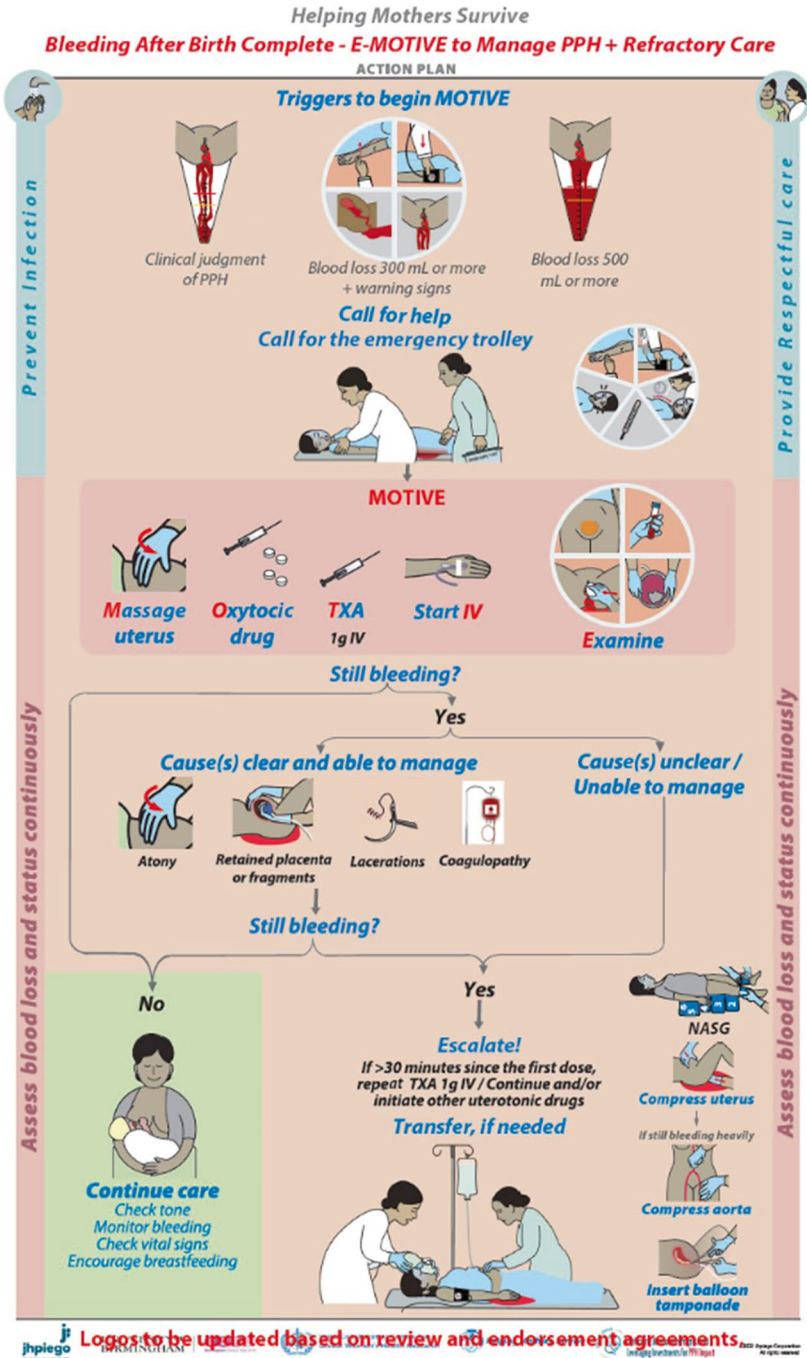 Helping Mothers Survive
Bleeding After Birth Complete - E-MOTIVE to Manage PPH + Refractory Care
ACTION PLAN
Prevent Infection
Provide Respectful care
Triggers to begin MOTIVE
Clinical judgment
of PPH
Blood loss 300 mL or more
+ warning signs
Blood loss 500
mL or more
Call for help
Call for the emergency trolley
Assess blood loss and status continuously
Assess blood loss and status continuously
MOTIVE
Massage
uterus
Oxytocic
drug
TXA
1g IV
Start IV
Examine
Still bleeding?
Yes
Cause(s) clear and able to manage
Cause(s) unclear /
Unable to manage
Atony
Retained placenta
or fragments
Lacerations
Coagulopathy
Still bleeding?
No
Continue care
Check tone
Monitor bleeding
Check vital signs
Encourage breastfeeding
Yes
Escalate!
If >30 minutes since the first dose,
repeat TXA 1g IV / Continue and/or
initiate other uterotonic drugs
Transfer, if needed
NASG
Compress uterus
If still bleeding heavily
Compress aorta
Insert balloon
tamponade
jhpiego
BIRMINGHAM
Logos to be updated based on review and endorsement agreements.
Jhpiego Corporation
All rights reserved